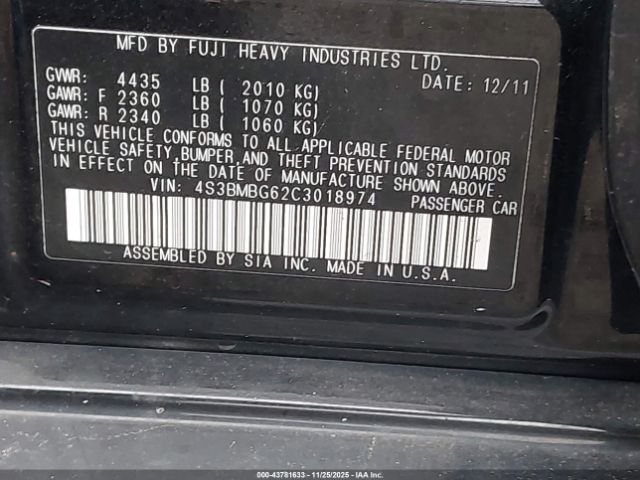 MFD BY FUJI HEAVY INDUSTRIES LTD.
GVWR: 4435 LB ( 2010 KG) DATE: 12/11
GAWR: F 2360 LB ( 1070 KG)
GAWR: R 2340 LB ( 1060 KG)
THIS VEHICLE CONFORMS TO ALL APPLICABLE FEDERAL MOTOR
VEHICLE SAFETY, BUMPER, AND THEFT PREVENTION STANDARDS
IN EFFECT ON THE DATE OF MANUFACTURE SHOWN ABOVE.
VIN: 4S3BMBG62C3018974 PASSENGER CAR
ASSEMBLED BY SIA INC. MADE IN U.S.A.
000-43781633 - 11/25/2025 - IAAI.COM